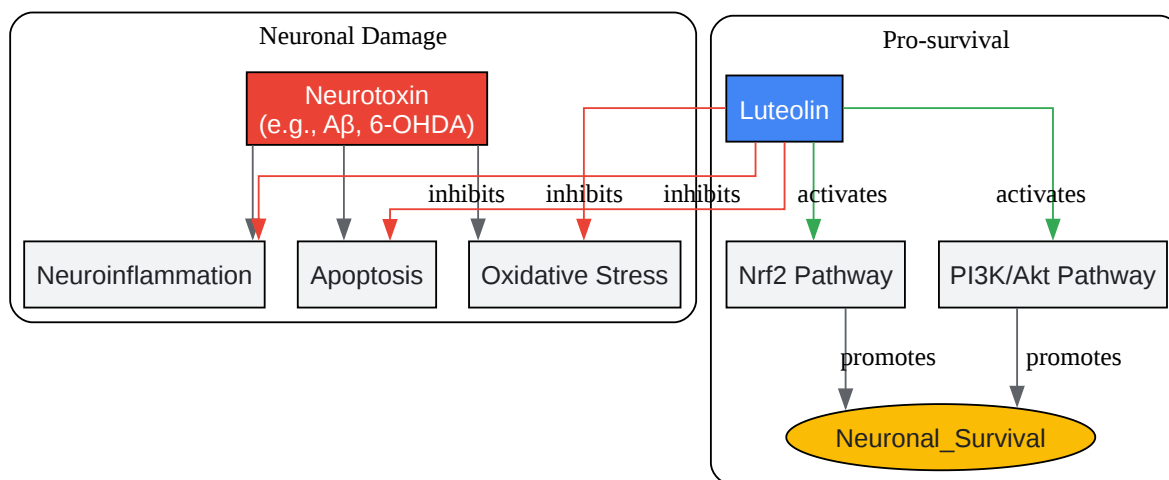 Neuronal Damage
Pro-survival
Neurotoxin
(e.g., Aβ, 6-OHDA)
Luteolin
inhibits
inhibits
inhibits
activates
activates
Neuroinflammation
Apoptosis
Oxidative Stress
Nrf2 Pathway
PI3K/Akt Pathway
promotes
promotes
Neuronal_Survival